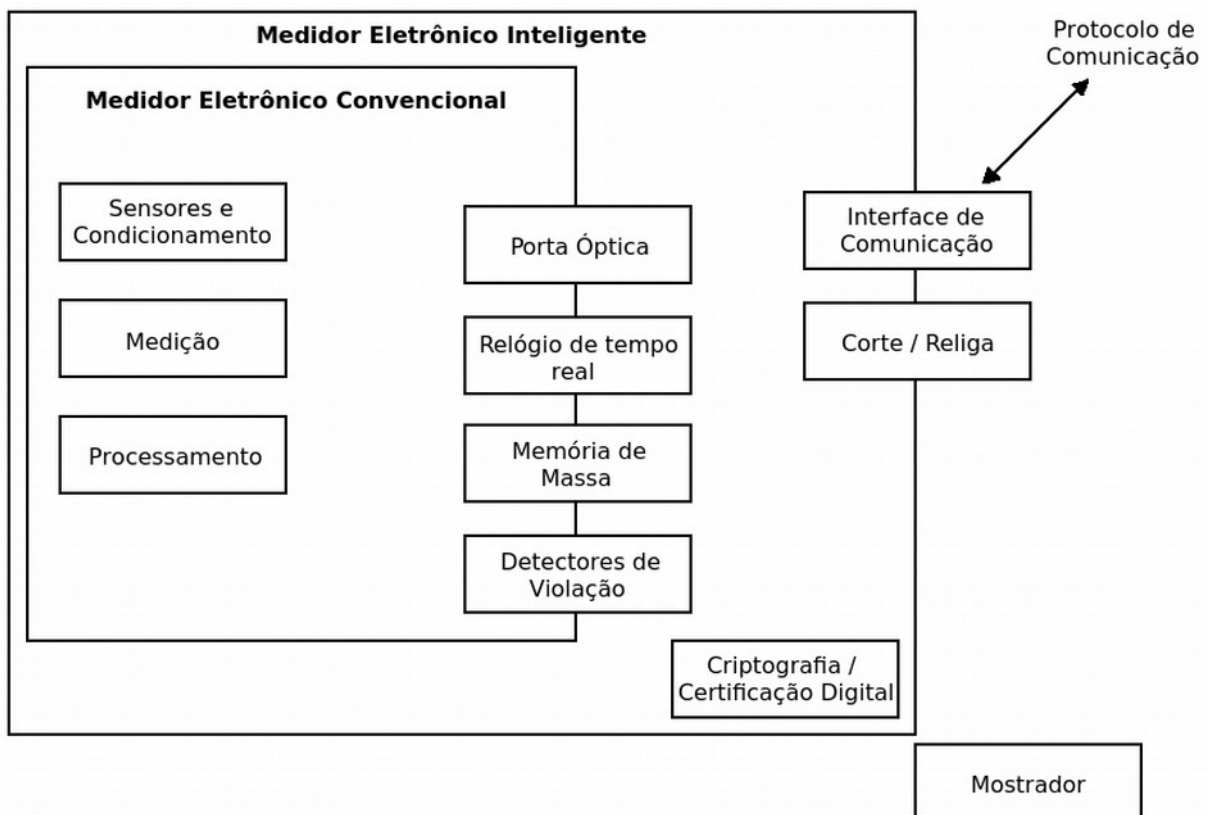 Medidor Eletrônico Inteligente
Protocolo de
Comunicação
Medidor Eletrônico Convencional
Sensores e
Condicionamento
Medição
Processamento
Porta Óptica
Relógio de tempo
real
Memória de
Massa
Detectores de
Violação
Interface de
Comunicação
Corte / Religa
Criptografia /
Certificação Digital
Mostrador